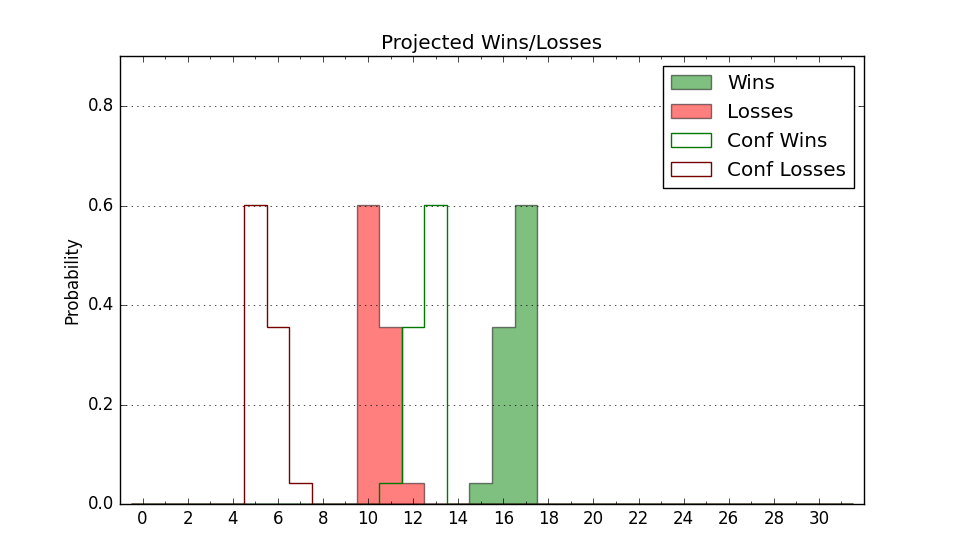 Projected Wins/Losses
Wins
Losses
Conf Wins
Conf Losses
Probability
0.8
0.6
0.4
0.2
0.0
0 2 4 6 8 10 12 14 16 18 20 22 24 26 28 30